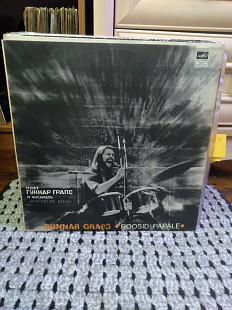 ПОЕТ
ГУННАР ГРАПС
И АНСАМБЛЬ
GUNNAR GRAPS «ROOSID PAPALE»